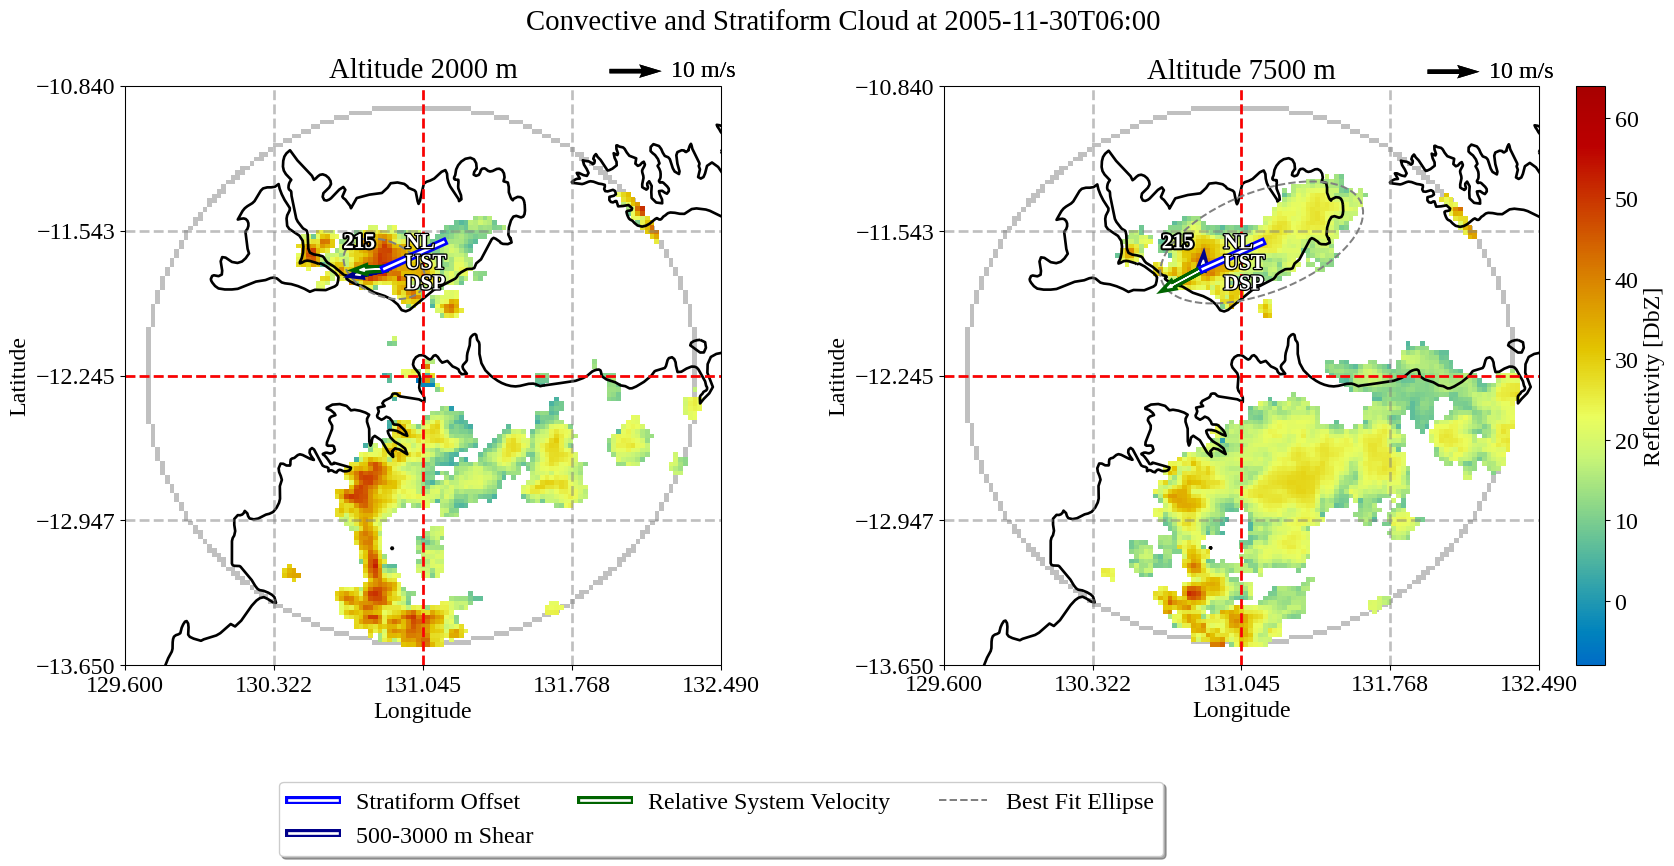 Convective and Stratiform Cloud at 2005-11-30T06:00
Altitude 2000 m
10 m/s
−10.840
−11.543
−12.245
−12.947
−13.650
129.600
130.322
131.045
131.768
132.490
Latitude
Longitude
215
NL
UST
DSP
Altitude 7500 m
10 m/s
−10.840
−11.543
−12.245
−12.947
−13.650
129.600
130.322
131.045
131.768
132.490
Latitude
Longitude
215
NL
UST
DSP
60
50
40
30
20
10
0
Reflectivity [DbZ]
Stratiform Offset
500-3000 m Shear
Relative System Velocity
Best Fit Ellipse